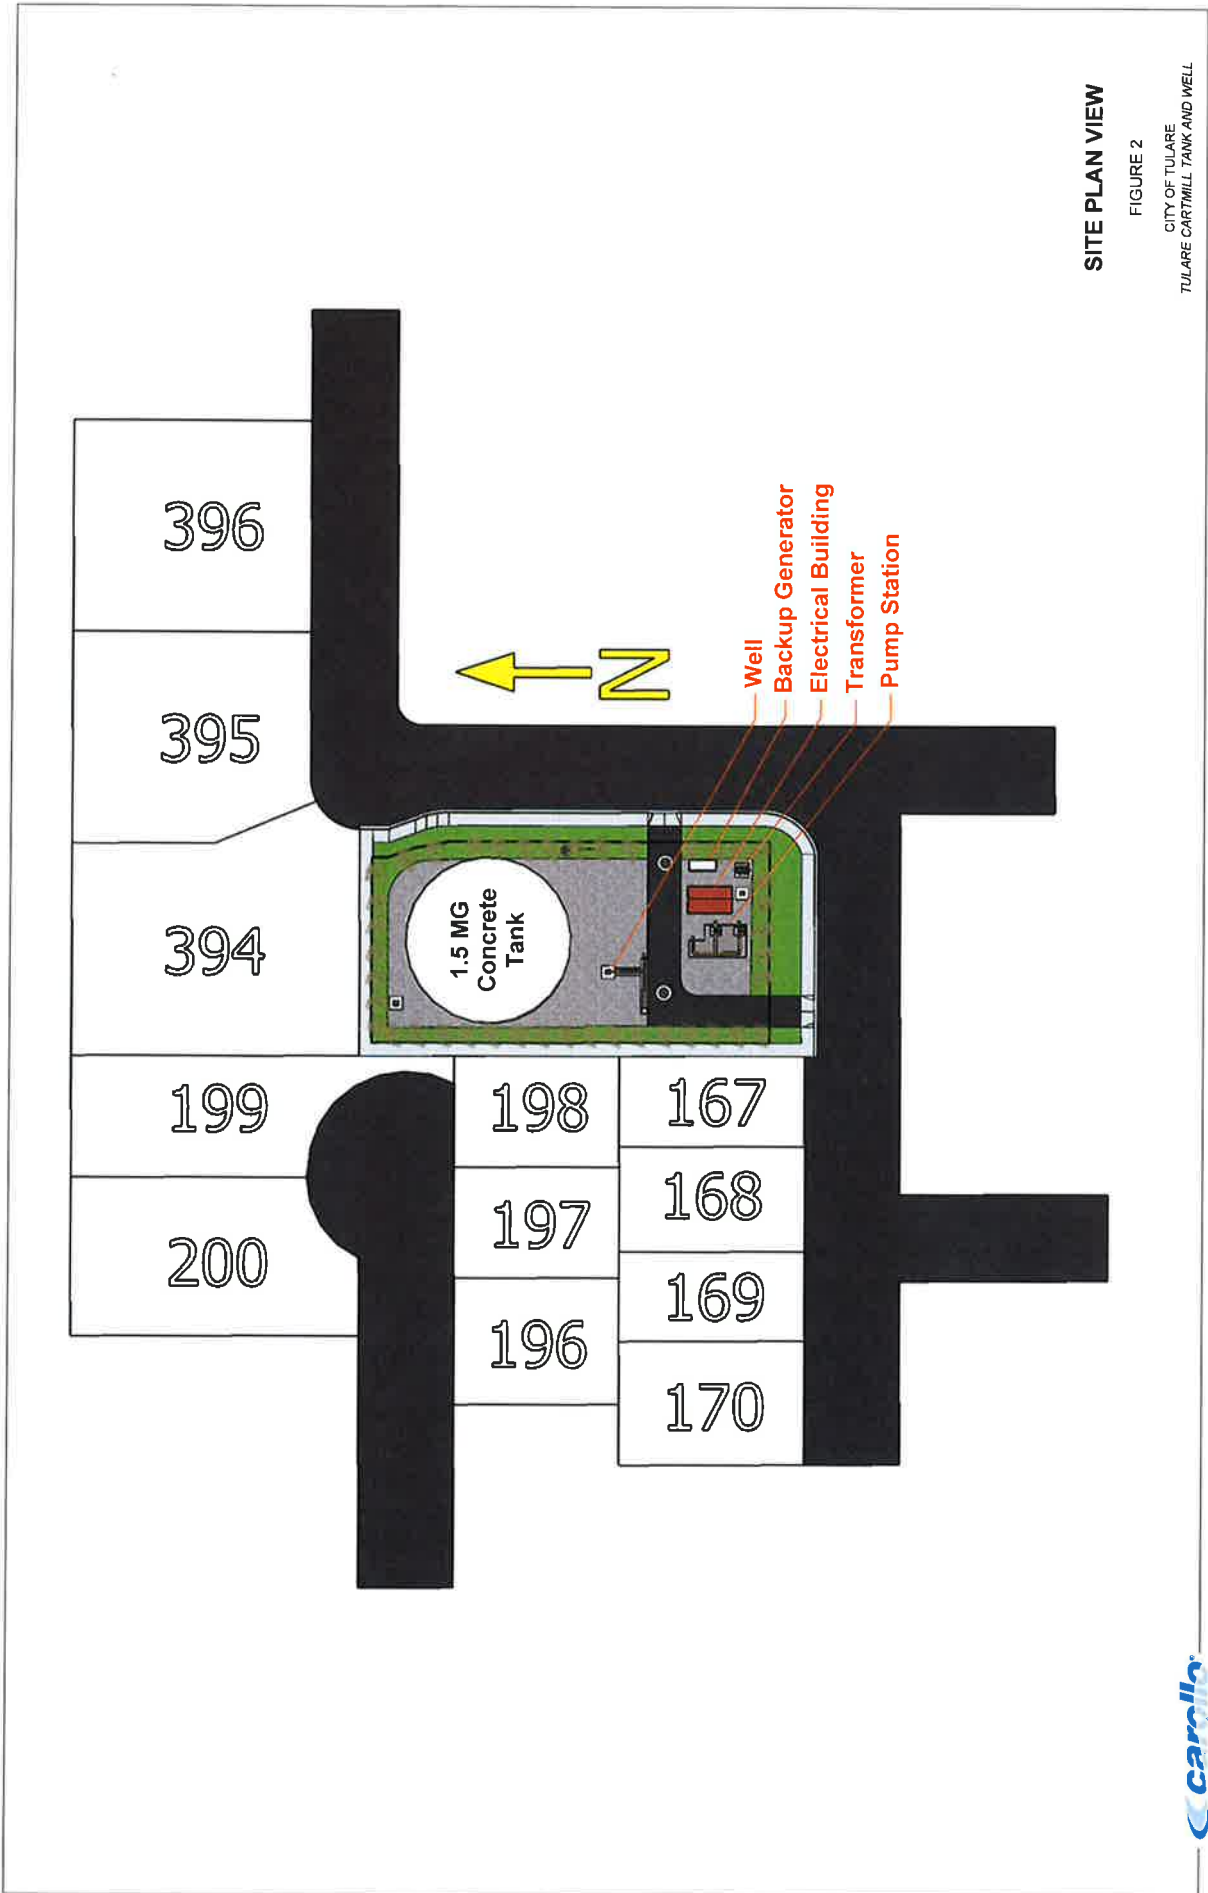 396
395
394
199
200
198
197
196
167
168
169
170
1.5 MG
Concrete
Tank
N
Well
Backup Generator
Electrical Building
Transformer
Pump Station
SITE PLAN VIEW
FIGURE 2
CITY OF TULARE
TULARE CARTMILL TANK AND WELL
carollo